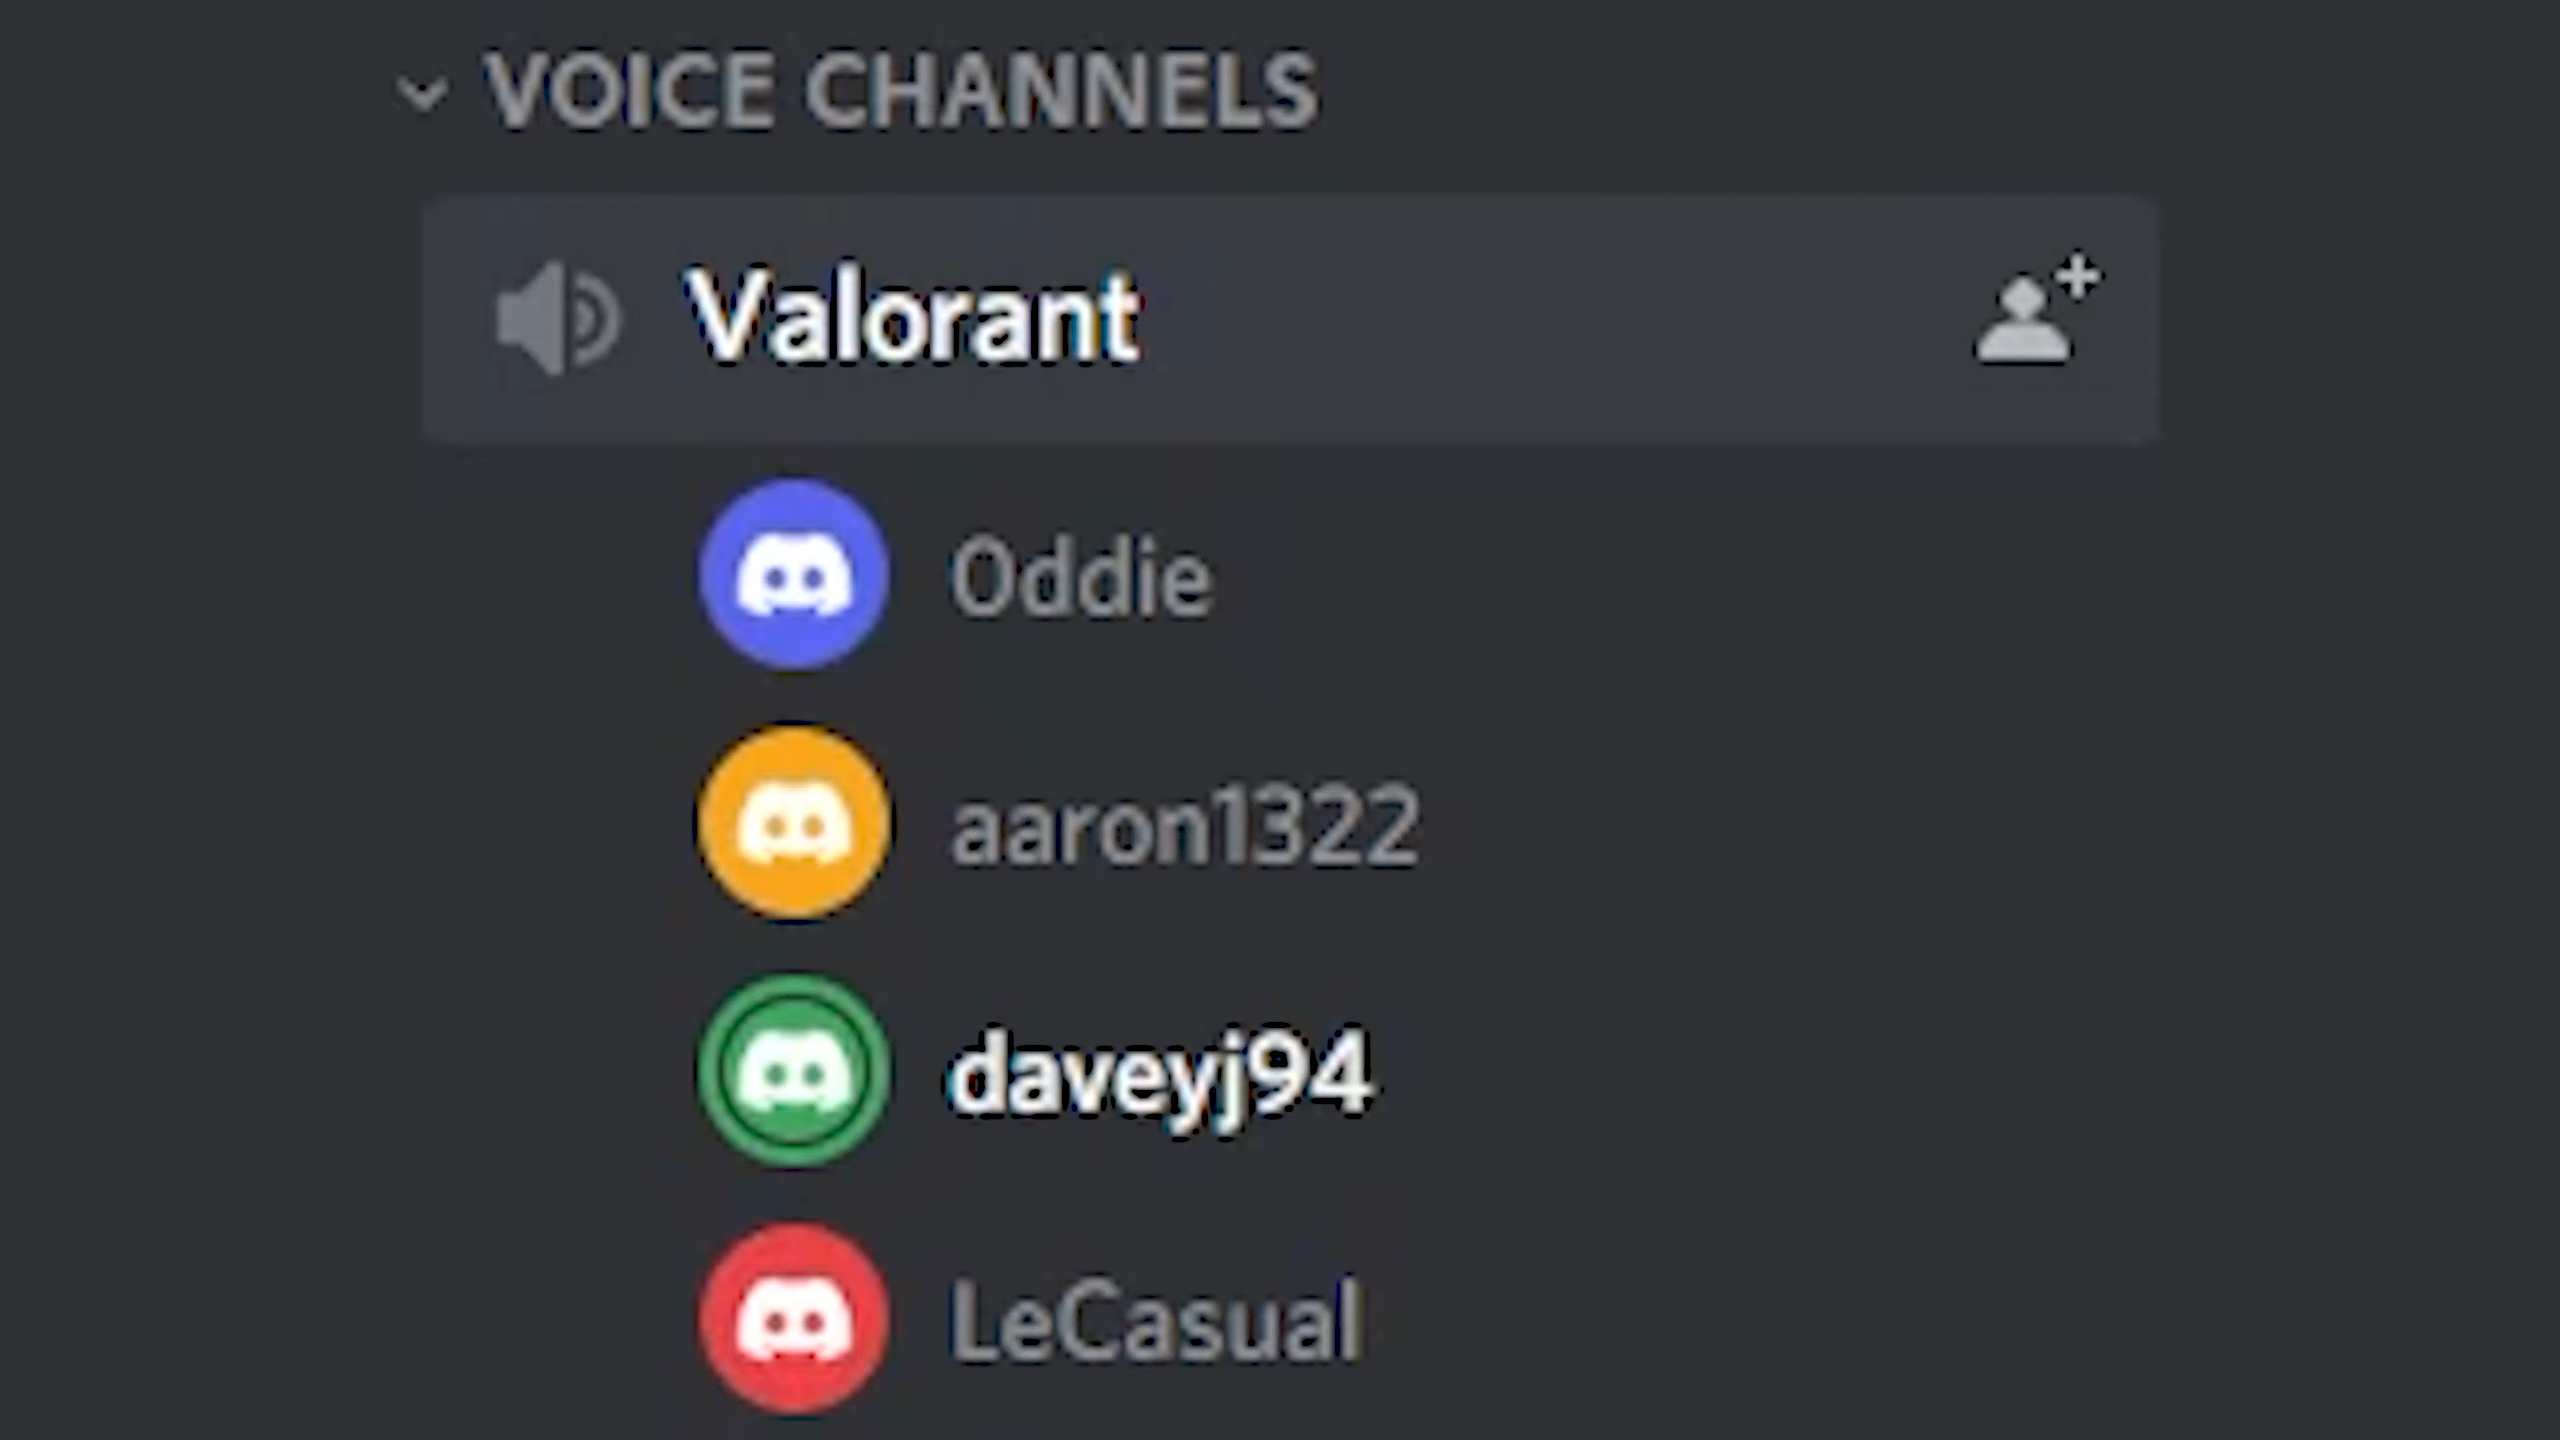 VOICE CHANNELS
Valorant
Oddie
aaron1322
daveyj94
LeCasual